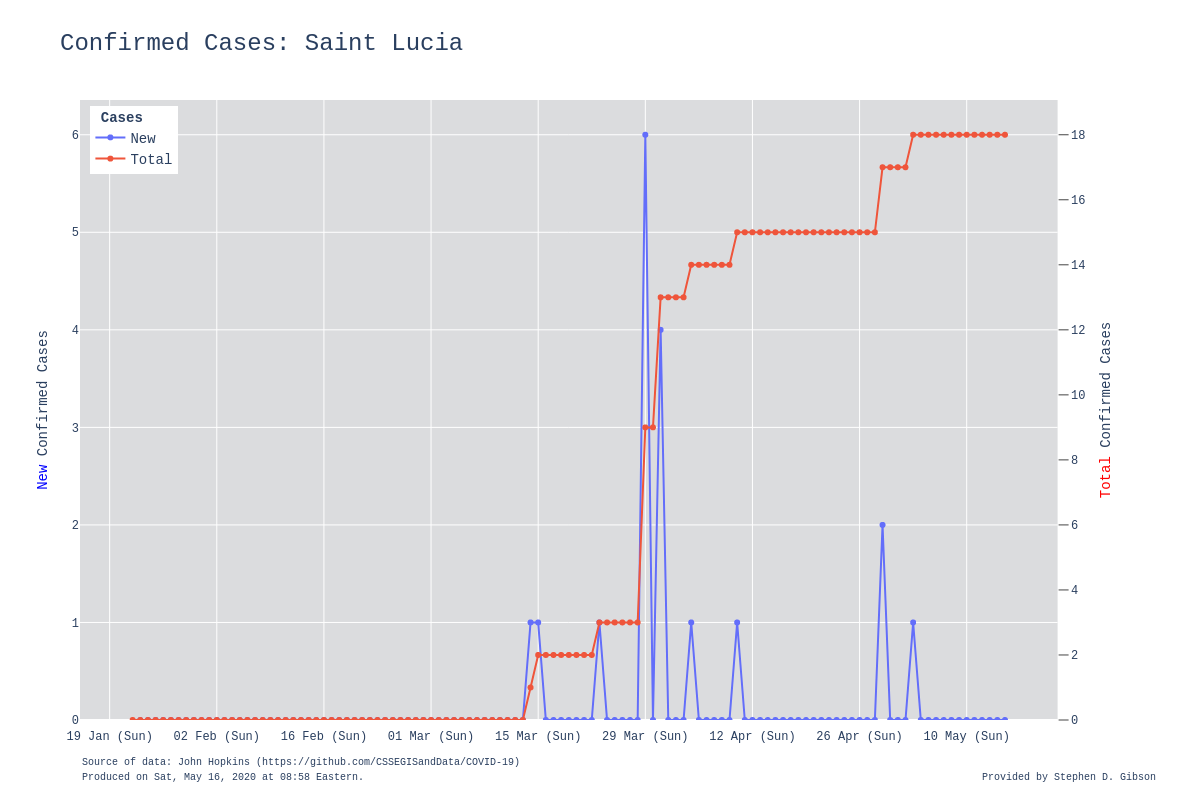 Confirmed Cases: Saint Lucia
Cases
New
Total
6
5
4
3
2
1
0
New Confirmed Cases
18
16
14
12
10
8
6
4
2
0
Total Confirmed Cases
19 Jan (Sun) 02 Feb (Sun) 16 Feb (Sun) 01 Mar (Sun) 15 Mar (Sun) 29 Mar (Sun) 12 Apr (Sun) 26 Apr (Sun) 10 May (Sun)
Source of data: John Hopkins (https://github.com/CSSEGISandData/COVID-19)
Produced on Sat, May 16, 2020 at 08:58 Eastern.
Provided by Stephen D. Gibson